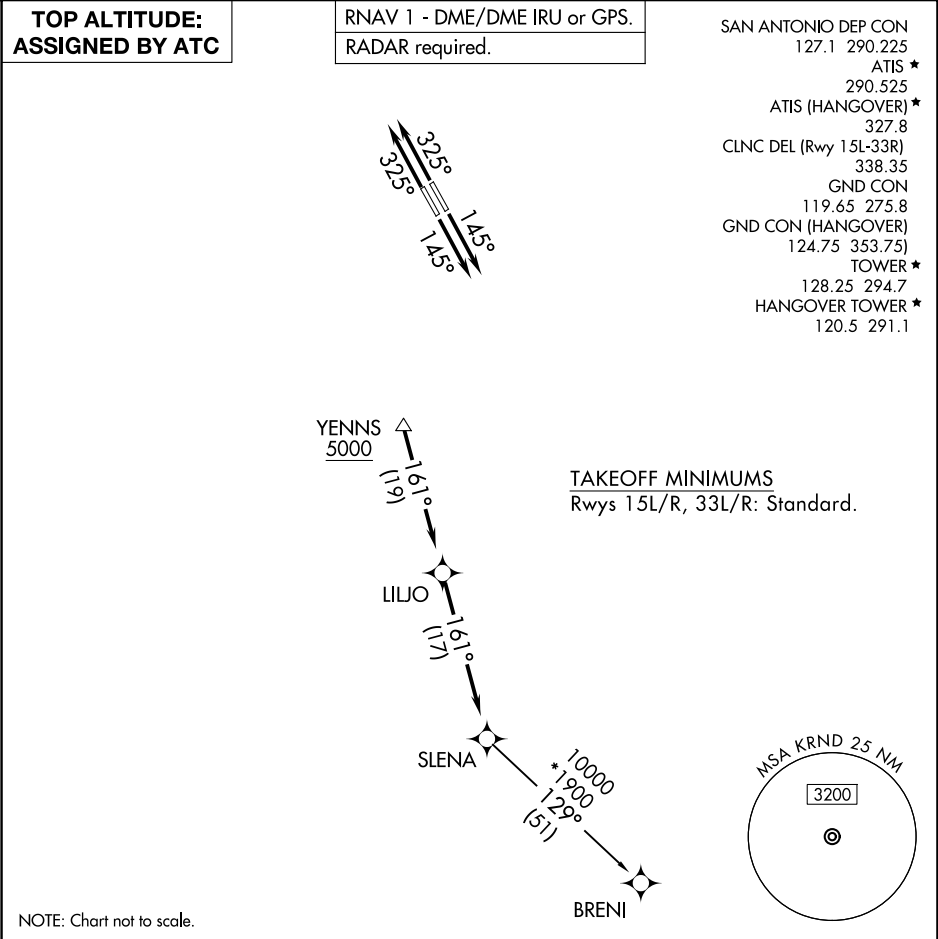 TOP ALTITUDE:
ASSIGNED BY ATC
RNAV 1 - DME/DME IRU or GPS.
RADAR required.
SAN ANTONIO DEP CON
127.1 290.225
ATIS ★
290.525
ATIS (HANGOVER) ★
327.8
CLNC DEL (Rwy 15L-33R)
338.35
GND CON
119.65 275.8
GND CON (HANGOVER)
124.75 353.75)
TOWER ★
128.25 294.7
HANGOVER TOWER ★
120.5 291.1
325°
325°
145°
145°
YENNS
5000
161°
(19)
TAKEOFF MINIMUMS
Rwys 15L/R, 33L/R: Standard.
LILJO
161°
(17)
SLENA
10000
*1900
129°
(51)
BRENI
MSA KRND 25 NM
3200
NOTE: Chart not to scale.